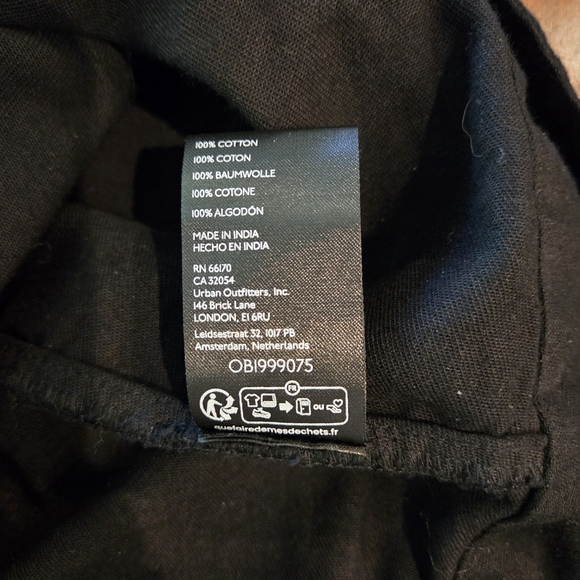 100% COTTON
100% COTON
100% BAUMWOLLE
100% COTONE
100% ALGODÓN
MADE IN INDIA
HECHO EN INDIA
RN 66170
CA 32054
Urban Outfitters, Inc.
146 Brick Lane
LONDON, E1 6RU
Leidsestraat 32, 1017 PB
Amsterdam, Netherlands
OB1999075
FR
OU
quefairedemesdechets.fr